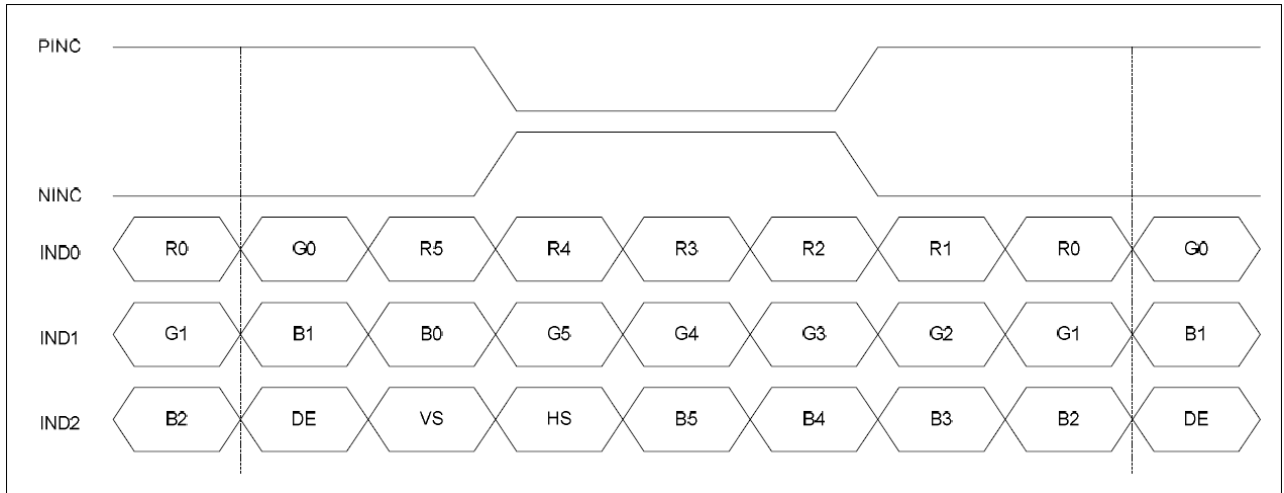 PINC
NINC
IND0 R0 G0 R5 R4 R3 R2 R1 R0 G0
IND1 G1 B1 B0 G5 G4 G3 G2 G1 B1
IND2 B2 DE VS HS B5 B4 B3 B2 DE